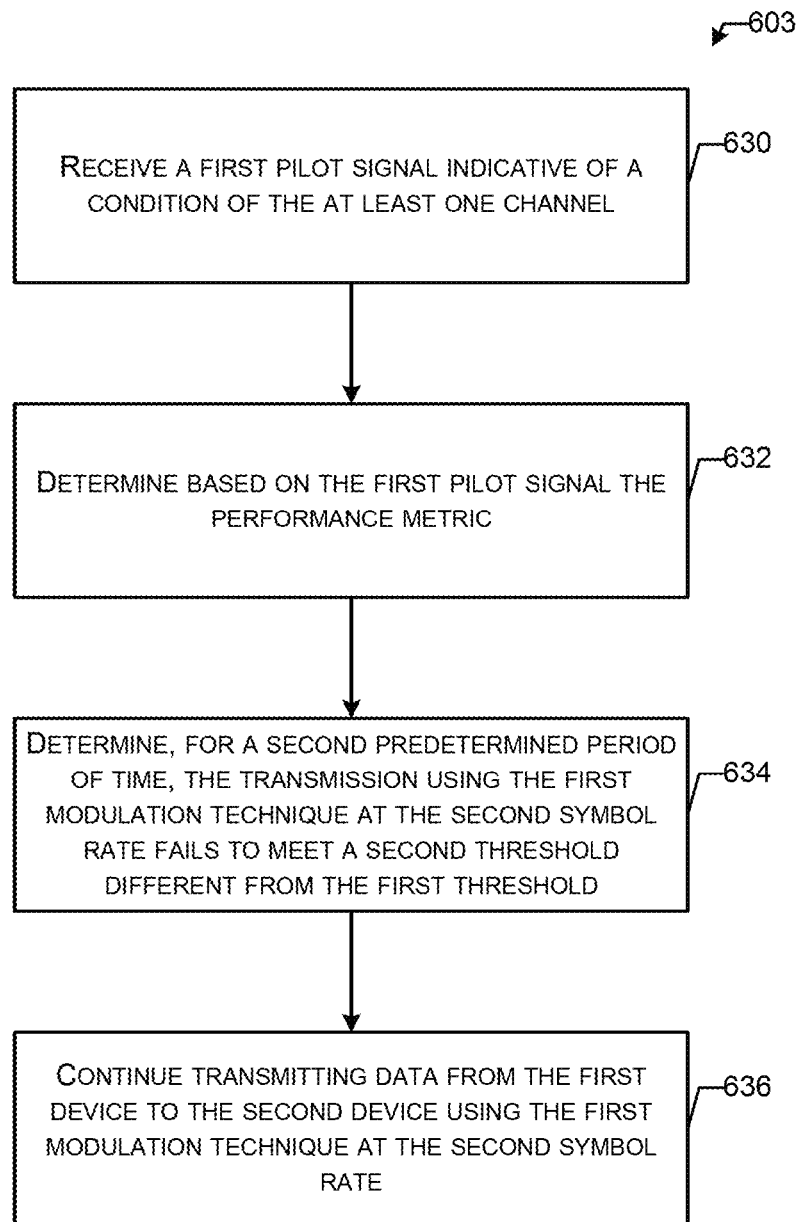 603
RECEIVE A FIRST PILOT SIGNAL INDICATIVE OF A
CONDITION OF THE AT LEAST ONE CHANNEL
630
DETERMINE BASED ON THE FIRST PILOT SIGNAL THE
PERFORMANCE METRIC
632
DETERMINE, FOR A SECOND PREDETERMINED PERIOD
OF TIME, THE TRANSMISSION USING THE FIRST
MODULATION TECHNIQUE AT THE SECOND SYMBOL
RATE FAILS TO MEET A SECOND THRESHOLD
DIFFERENT FROM THE FIRST THRESHOLD
634
CONTINUE TRANSMITTING DATA FROM THE FIRST
DEVICE TO THE SECOND DEVICE USING THE FIRST
MODULATION TECHNIQUE AT THE SECOND SYMBOL
RATE
636